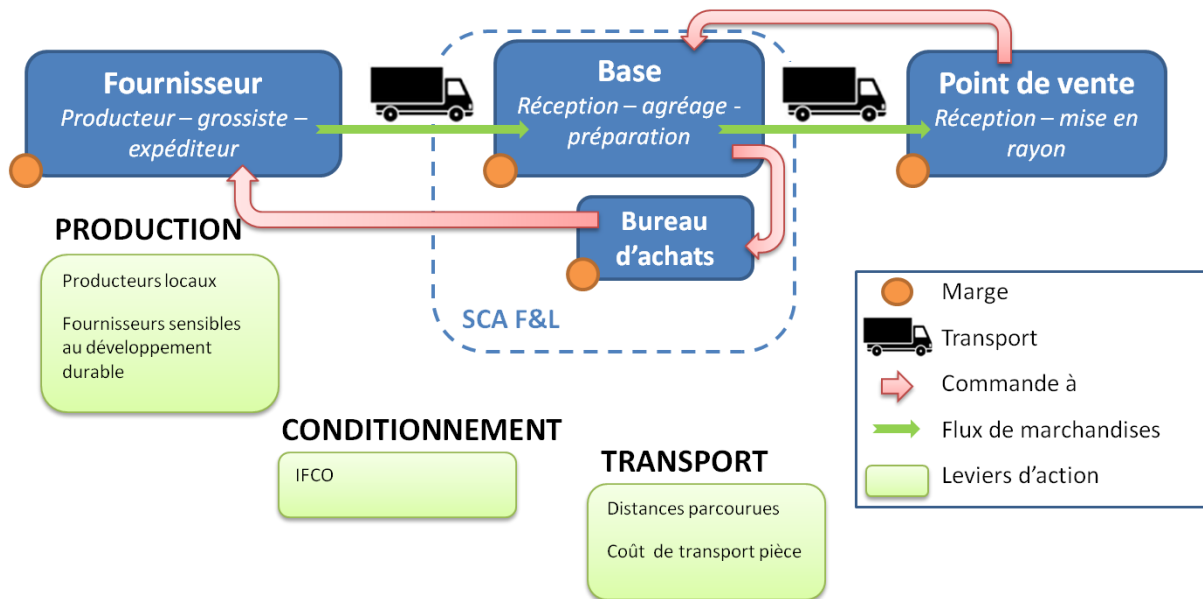 Fournisseur
Producteur – grossiste –
expéditeur
Base
Réception – agréage -
préparation
Point de vente
Réception – mise en
rayon
Bureau
d'achats
SCA F&L
PRODUCTION
Producteurs locaux
Fournisseurs sensibles
au développement
durable
CONDITIONNEMENT
IFCO
TRANSPORT
Distances parcourues
Coût de transport pièce
Marge
Transport
Commande à
Flux de marchandises
Leviers d'action